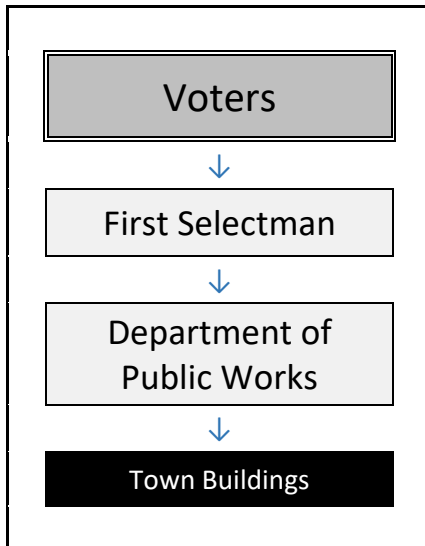 Voters
↓
First Selectman
↓
Department of
Public Works
↓
Town Buildings